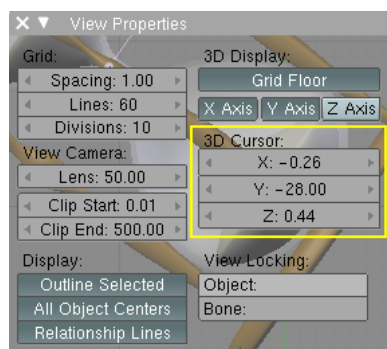 View Properties
Grid:
Spacing: 1.00
Lines: 60
Divisions: 10
View Camera:
Lens: 50.00
Clip Start: 0.01
Clip End: 500.00
Display:
Outline Selected
All Object Centers
Relationship Lines
3D Display:
Grid Floor
X Axis Y Axis Z Axis
3D Cursor:
X: -0.26
Y: -28.00
Z: 0.44
View Locking:
Object:
Bone: